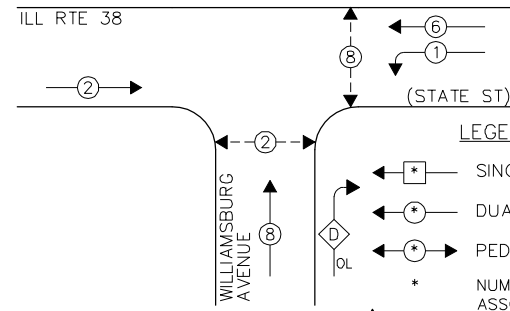 ILL RTE 38
6
1
8
2
(STATE ST)
2
LEGE
* SING
WILLIAMSBURG
AVENUE
8
D
OL
* DUA
* PED
* NUM
ASSO